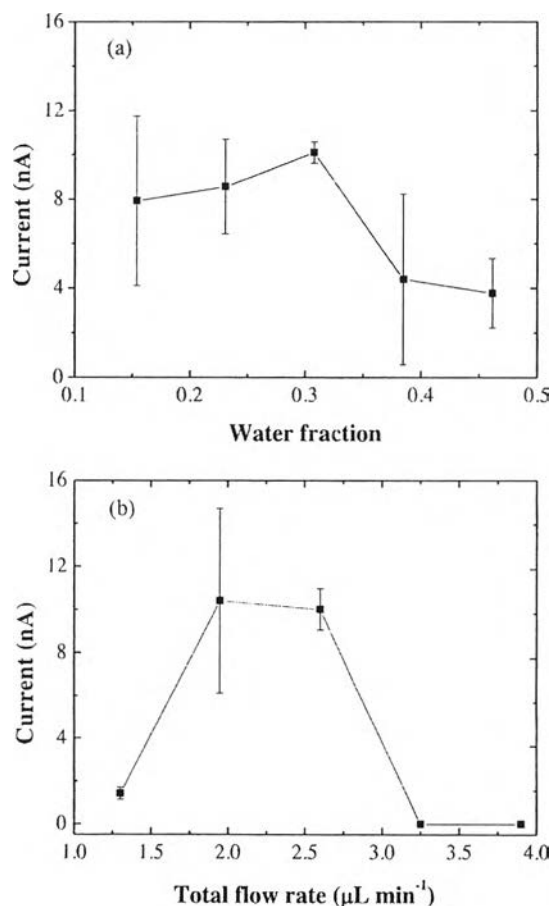 16
(a)
12
8
4
0
Current (nA)
0.1 0.2 0.3 0.4 0.5
Water fraction
16
(b)
12
8
4
0
Current (nA)
1.0 1.5 2.0 2.5 3.0 3.5 4.0
Total flow rate (μL min⁻¹)